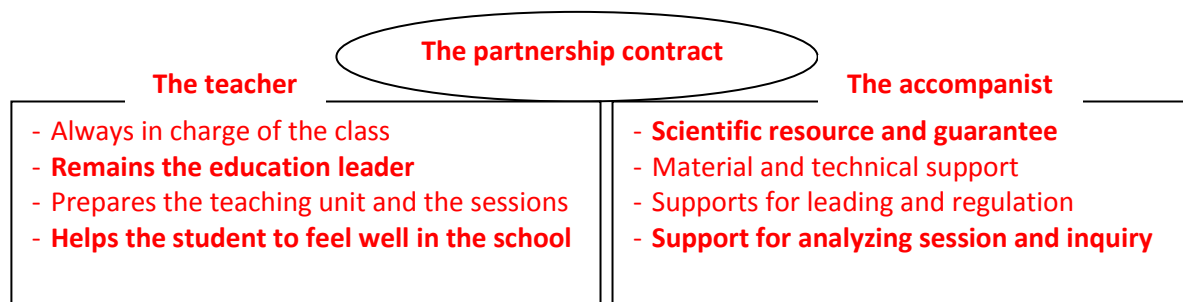 The partnership contract
The teacher
- Always in charge of the class
- Remains the education leader
- Prepares the teaching unit and the sessions
- Helps the student to feel well in the school
The accompanist
- Scientific resource and guarantee
- Material and technical support
- Supports for leading and regulation
- Support for analyzing session and inquiry